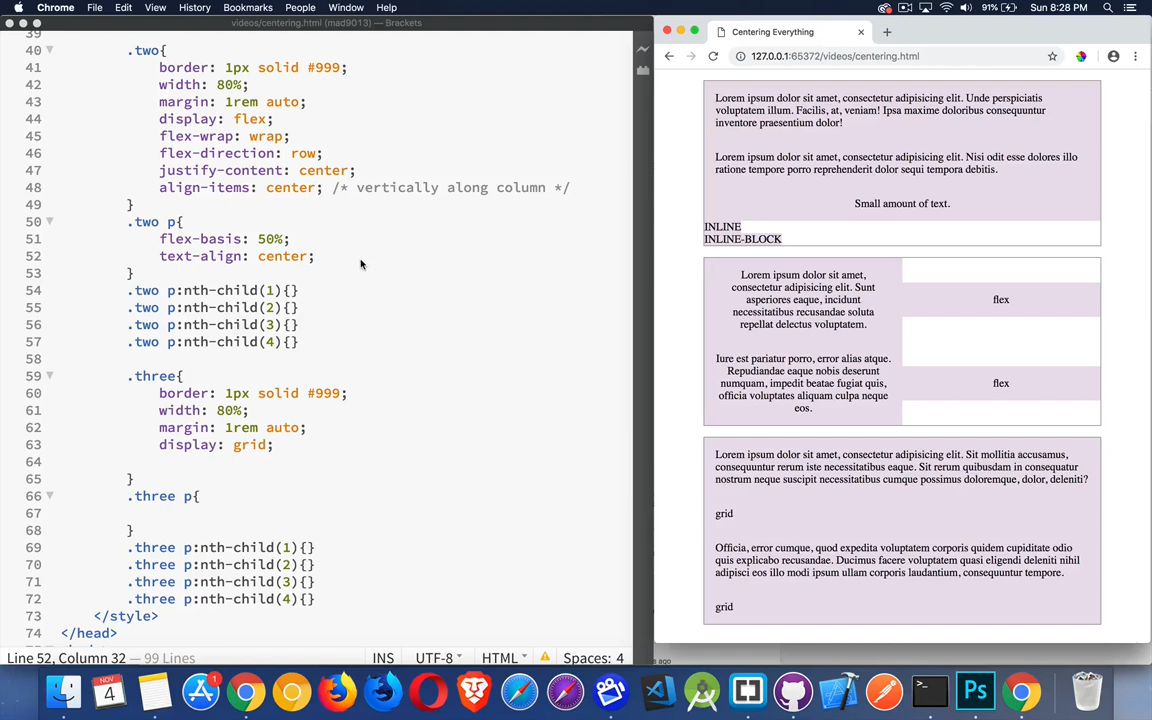 Chrome File Edit View History Bookmarks People Window Help 91% Sun 8:28 PM
videos/centering.html (mad9013) — Brackets
39
40 .two{
41 border: 1px solid #999;
42 width: 80%;
43 margin: 1rem auto;
44 display: flex;
45 flex-wrap: wrap;
46 flex-direction: row;
47 justify-content: center;
48 align-items: center; /* vertically along column */
49 }
50 .two p{
51 flex-basis: 50%;
52 text-align: center;
53 }
54 .two p:nth-child(1){}
55 .two p:nth-child(2){}
56 .two p:nth-child(3){}
57 .two p:nth-child(4){}
58
59 .three{
60 border: 1px solid #999;
61 width: 80%;
62 margin: 1rem auto;
63 display: grid;
64
65 }
66 .three p{
67
68 }
69 .three p:nth-child(1){}
70 .three p:nth-child(2){}
71 .three p:nth-child(3){}
72 .three p:nth-child(4){}
73 </style>
74 </head>
Line 52, Column 32 — 99 Lines INS UTF-8 HTML Spaces: 4
Centering Everything
127.0.0.1:65372/videos/centering.html
Lorem ipsum dolor sit amet, consectetur adipisicing elit. Unde perspiciatis
voluptatem illum. Facilis, at, veniam! Ipsa maxime doloribus consequuntur
inventore praesentium dolor!
Lorem ipsum dolor sit amet, consectetur adipisicing elit. Nisi odit esse dolores illo
ratione tempore porro reprehenderit dolor sequi tempora debitis.
Small amount of text.
INLINE
INLINE-BLOCK
Lorem ipsum dolor sit amet,
consectetur adipisicing elit. Sunt
asperiores eaque, incidunt
necessitatibus recusandae soluta
repellat delectus voluptatem.
flex
Iure est pariatur porro, error alias atque.
Repudiandae eaque nobis deserunt
numquam, impedit beatae fugiat quis,
officia voluptates aliquam culpa neque
eos.
flex
Lorem ipsum dolor sit amet, consectetur adipisicing elit. Sit mollitia accusamus,
consequuntur rerum iste necessitatibus eaque. Sit rerum quibusdam in consequatur
nostrum neque suscipit necessitatibus cumque possimus doloremque, dolor, deleniti?
grid
Officia, error cumque, quod expedita voluptatem corporis quidem cupiditate odio
quis explicabo recusandae. Ducimus facere voluptatem quasi eligendi deleniti nihil
adipisci eos illo modi ipsum ullam corporis laudantium, consequuntur tempore.
grid
ago
NOV
4
1
Ps